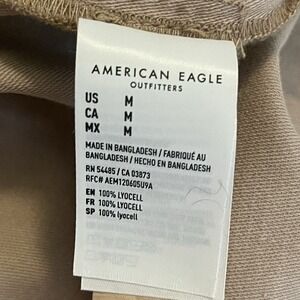 AMERICAN EAGLE
OUTFITTERS
US M
CA M
MX M
MADE IN BANGLADESH / FABRIQUÉ AU
BANGLADESH / HECHO EN BANGLADESH
RN 54485 / CA 03873
RFC# AEM120605U9A
EN 100% LYOCELL
FR 100% LYOCELL
SP 100% lyocell